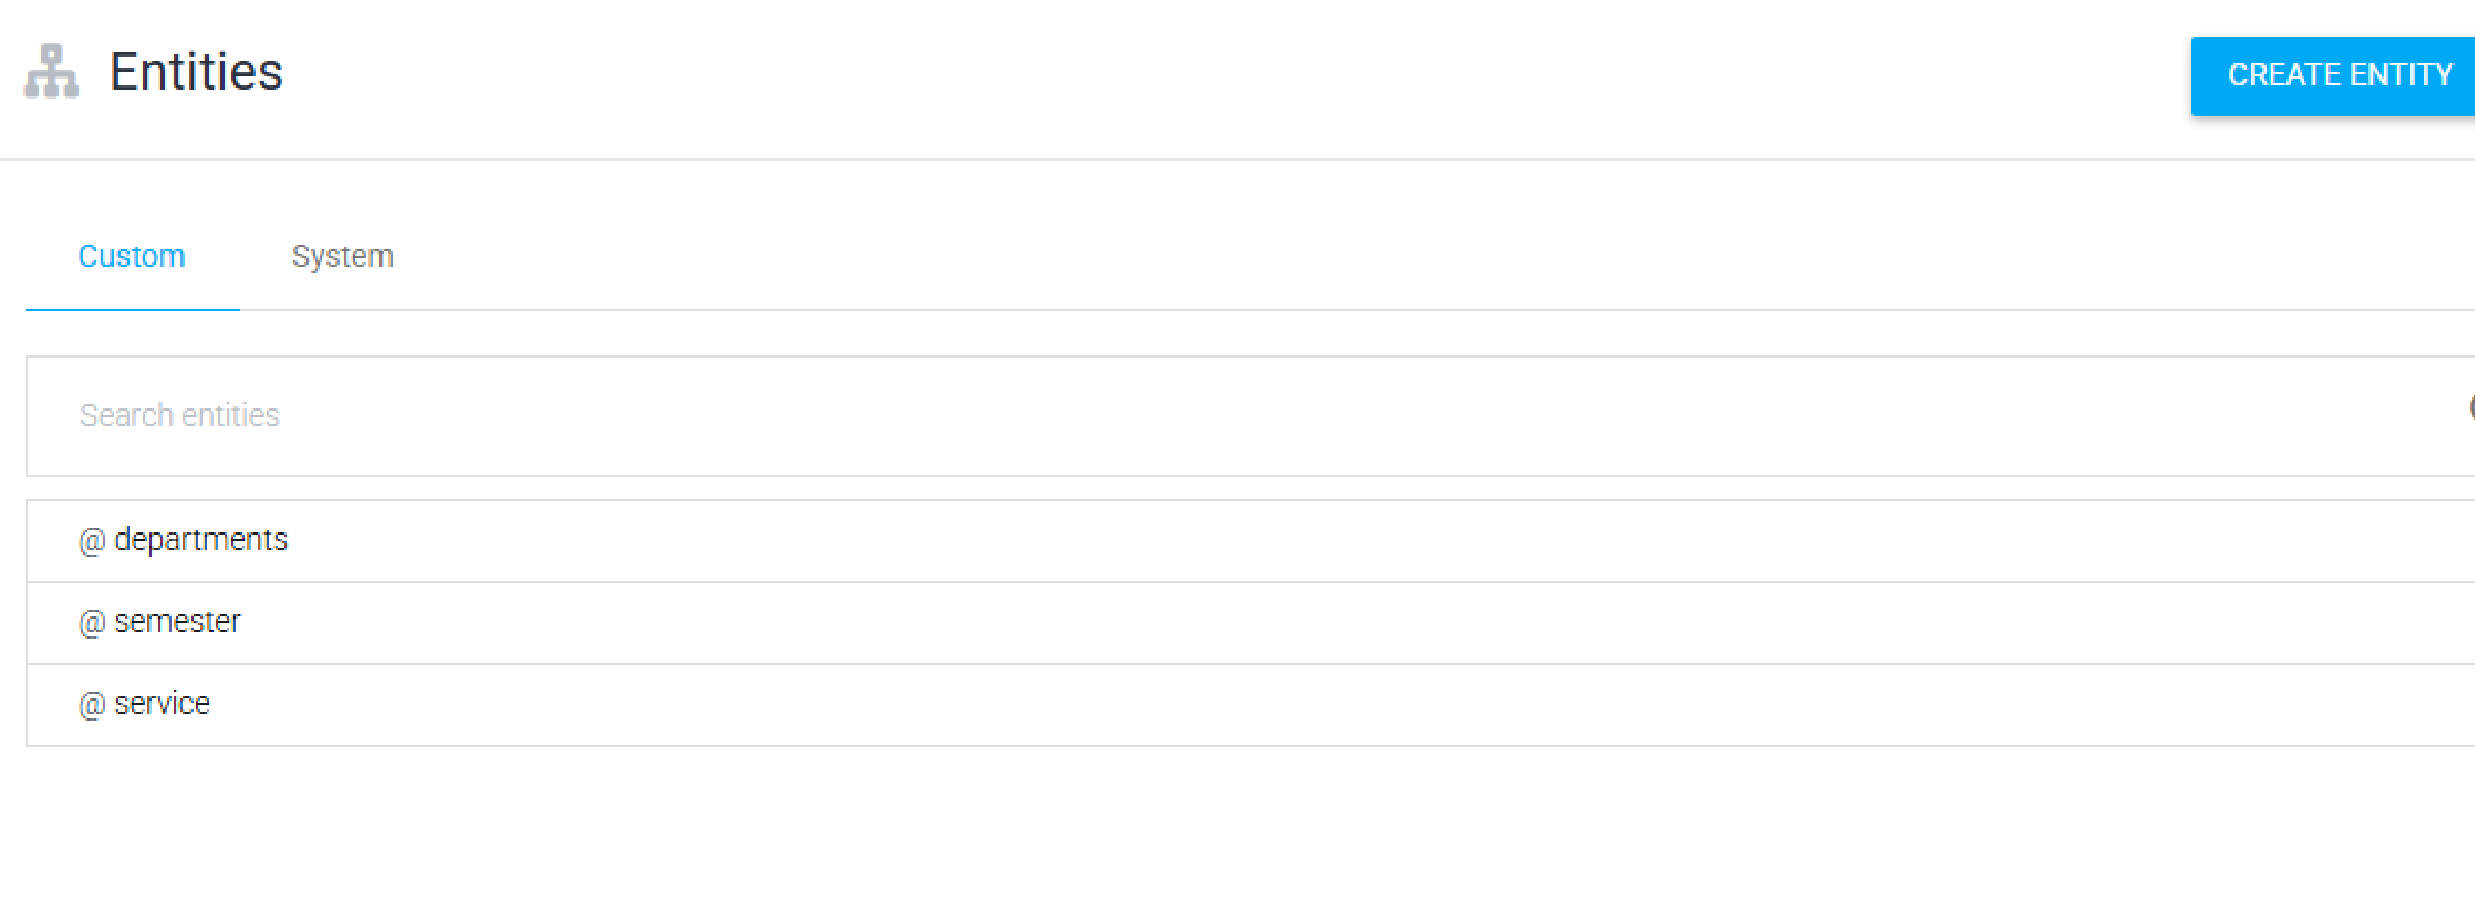 Entities
CREATE ENTITY
Custom System
Search entities
@ departments
@ semester
@ service